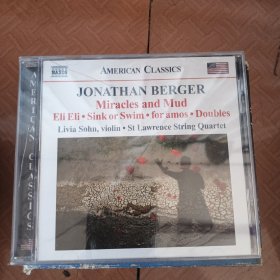 NAXOS
AMERICAN CLASSICS
JONATHAN BERGER
Miracles and Mud
Eli Eli • Sink or Swim • for amos • Doubles
Livia Sohn, violin • St Lawrence String Quartet
AMERICAN CLASSICS